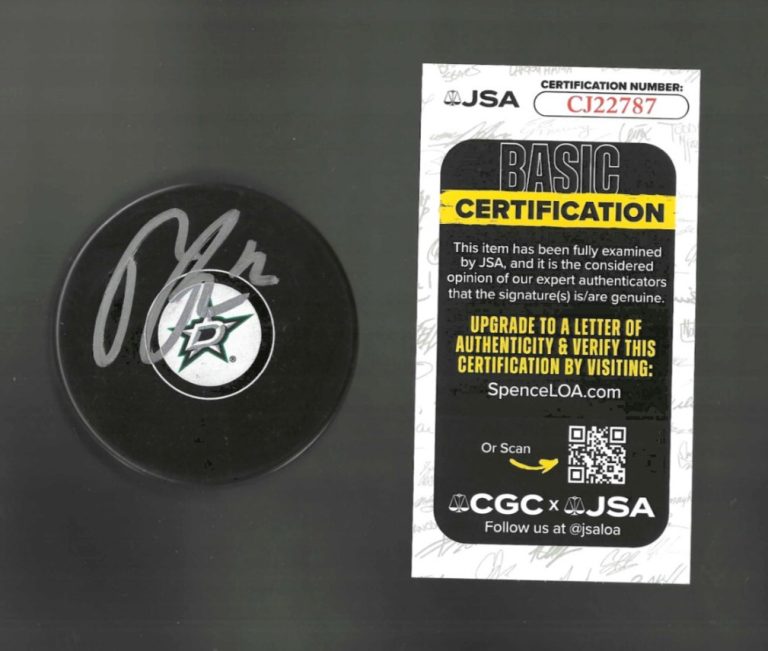 D
®
JSA
CERTIFICATION NUMBER:
CJ22787
BASIC
CERTIFICATION
This item has been fully examined
by JSA, and it is the considered
opinion of our expert authenticators
that the signature(s) is/are genuine.
UPGRADE TO A LETTER OF
AUTHENTICITY & VERIFY THIS
CERTIFICATION BY VISITING:
SpenceLOA.com
Or Scan
CGC x JSA
Follow us at @jsaloa